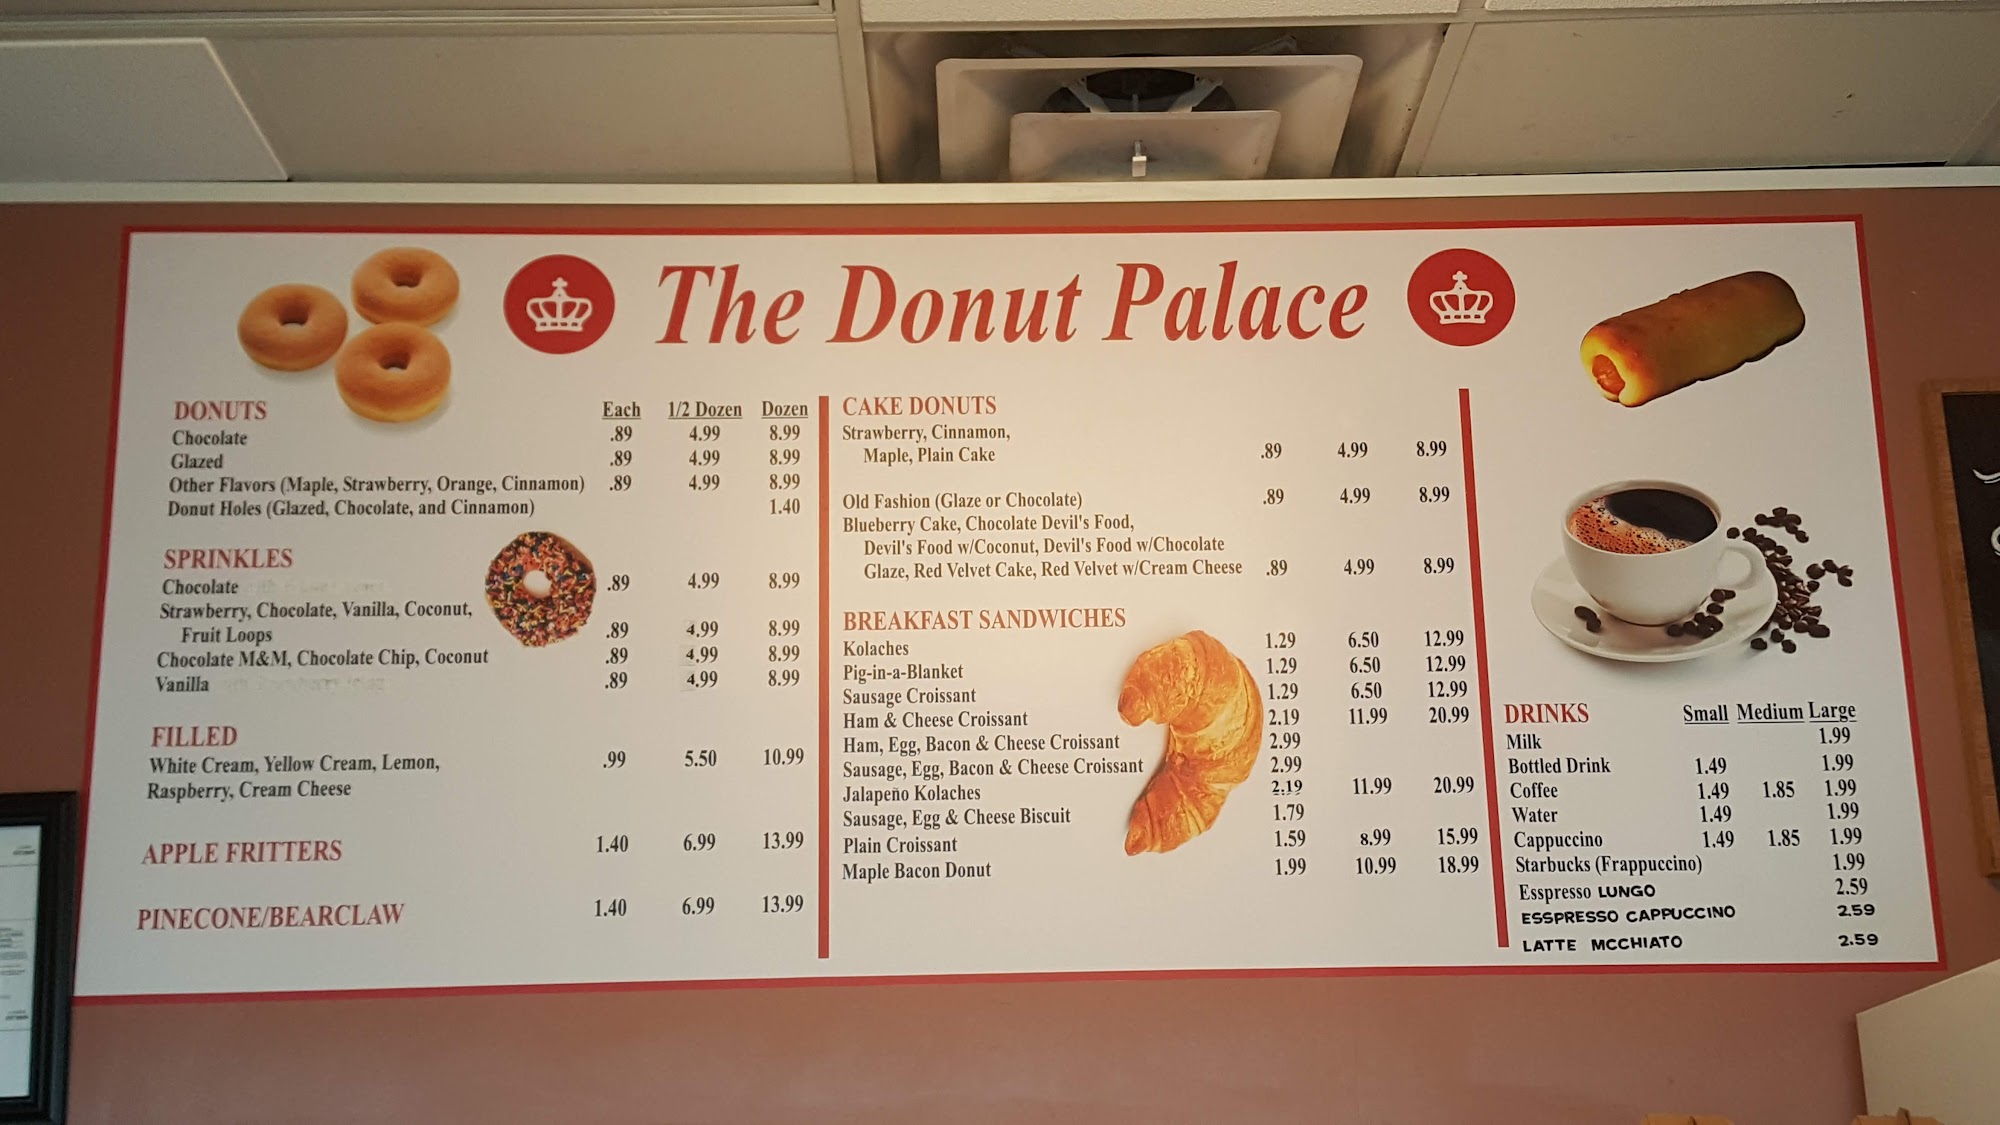 The Donut Palace
DONUTS Each 1/2 Dozen Dozen
Chocolate .89 4.99 8.99
Glazed .89 4.99 8.99
Other Flavors (Maple, Strawberry, Orange, Cinnamon) .89 4.99 8.99
Donut Holes (Glazed, Chocolate, and Cinnamon) 1.40
SPRINKLES
Chocolate .89 4.99 8.99
Strawberry, Chocolate, Vanilla, Coconut,
Fruit Loops .89 4.99 8.99
Chocolate M&M, Chocolate Chip, Coconut .89 4.99 8.99
Vanilla .89 4.99 8.99
FILLED
White Cream, Yellow Cream, Lemon, .99 5.50 10.99
Raspberry, Cream Cheese
APPLE FRITTERS 1.40 6.99 13.99
PINECONE/BEARCLAW 1.40 6.99 13.99
CAKE DONUTS
Strawberry, Cinnamon,
Maple, Plain Cake .89 4.99 8.99
Old Fashion (Glaze or Chocolate) .89 4.99 8.99
Blueberry Cake, Chocolate Devil's Food,
Devil's Food w/Coconut, Devil's Food w/Chocolate
Glaze, Red Velvet Cake, Red Velvet w/Cream Cheese .89 4.99 8.99
BREAKFAST SANDWICHES
Kolaches 1.29 6.50 12.99
Pig-in-a-Blanket 1.29 6.50 12.99
Sausage Croissant 1.29 6.50 12.99
Ham & Cheese Croissant 2.19 11.99 20.99
Ham, Egg, Bacon & Cheese Croissant 2.99
Sausage, Egg, Bacon & Cheese Croissant 2.99
Jalapeño Kolaches 2.19 11.99 20.99
Sausage, Egg & Cheese Biscuit 1.79
Plain Croissant 1.59 8.99 15.99
Maple Bacon Donut 1.99 10.99 18.99
DRINKS Small Medium Large
Milk 1.99
Bottled Drink 1.49 1.99
Coffee 1.49 1.85 1.99
Water 1.49 1.99
Cappuccino 1.49 1.85 1.99
Starbucks (Frappuccino) 1.99
Esspresso LUNGO 2.59
ESSPRESSO CAPPUCCINO 2.59
LATTE MCCHIATO 2.59